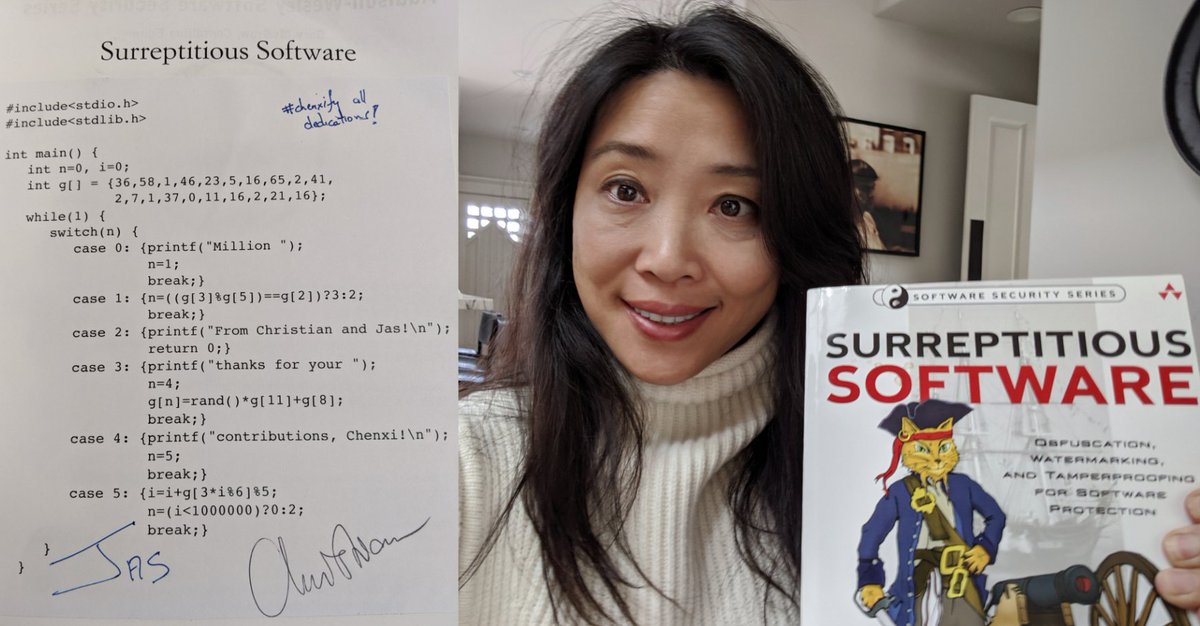 Surreptitious Software
#include<stdio.h>
#include<stdlib.h>
#chenxify all
dedications!
int main() {
int n=0, i=0;
int g[] = {36,58,1,46,23,5,16,65,2,41,
2,7,1,37,0,11,16,2,21,16};
while(1) {
switch(n) {
case 0: {printf("Million ");
n=1;
break;}
case 1: {n=((g[3]%g[5])==g[2])?3:2;
break;}
case 2: {printf("From Christian and Jas!\n");
return 0;}
case 3: {printf("thanks for your ");
n=4;
g[n]=rand()*g[11]+g[8];
break;}
case 4: {printf("contributions, Chenxi!\n");
n=5;
break;}
case 5: {i=i+g[3*i%6]%5;
n=(i<1000000)?0:2;
break;}
}
}
JAS
SOFTWARE SECURITY SERIES
SURREPTITIOUS
SOFTWARE
OBFUSCATION,
WATERMARKING,
AND TAMPERPROOFING
FOR SOFTWARE
PROTECTION